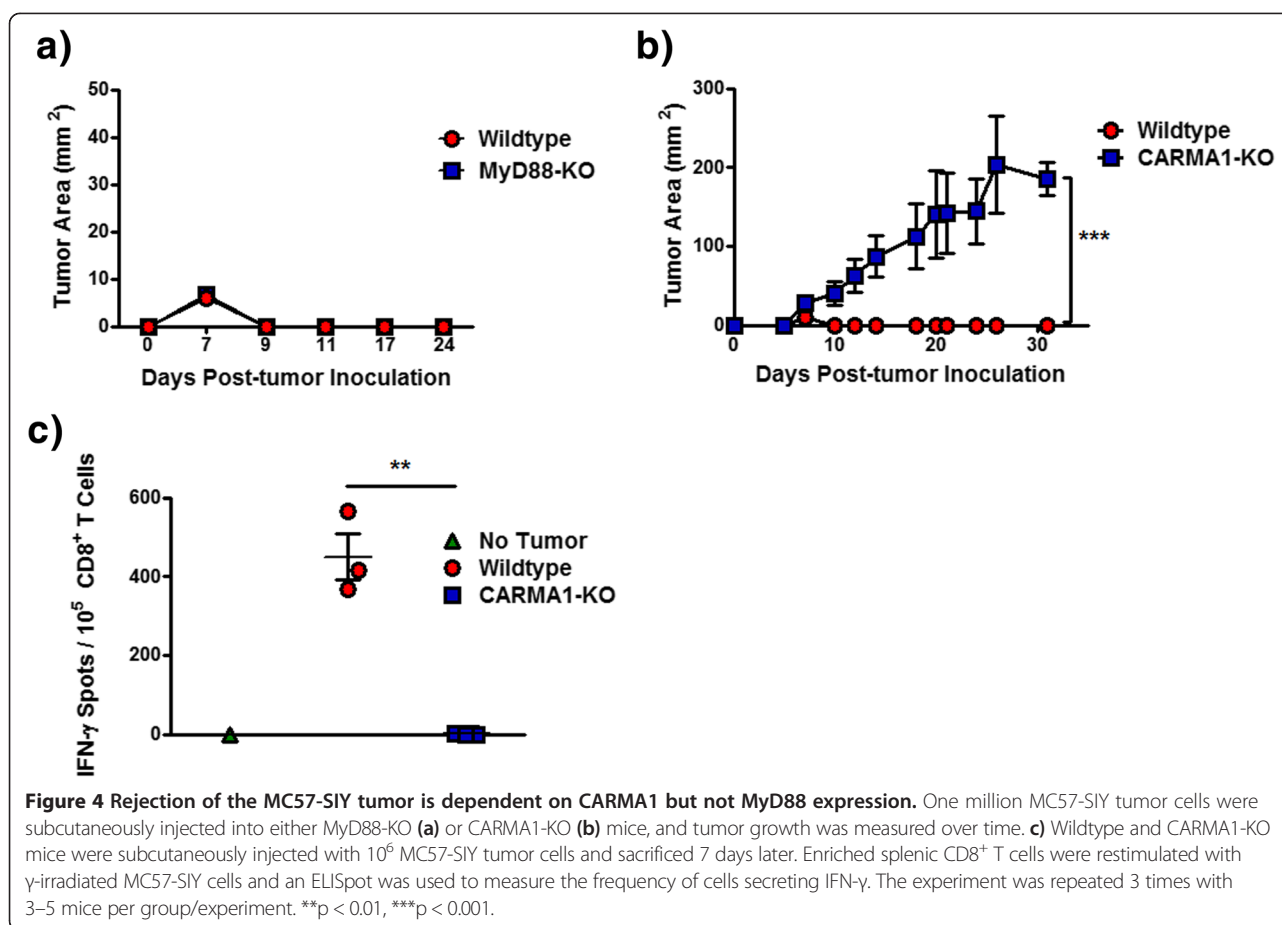 a)
50
40
30
20
10
0
Tumor Area (mm ²)
Wildtype
MyD88-KO
0 7 9 11 17 24
Days Post-tumor Inoculation
b)
300
200
100
0
Tumor Area (mm ²)
Wildtype
CARMA1-KO
***
0 10 20 30
Days Post-tumor Inoculation
c)
IFN-γ Spots / 10⁵ CD8⁺ T Cells
600
400
200
0
**
No Tumor
Wildtype
CARMA1-KO
Figure 4 Rejection of the MC57-SIY tumor is dependent on CARMA1 but not MyD88 expression. One million MC57-SIY tumor cells were
subcutaneously injected into either MyD88-KO (a) or CARMA1-KO (b) mice, and tumor growth was measured over time. c) Wildtype and CARMA1-KO
mice were subcutaneously injected with 10⁶ MC57-SIY tumor cells and sacrificed 7 days later. Enriched splenic CD8⁺ T cells were restimulated with
γ-irradiated MC57-SIY cells and an ELISpot was used to measure the frequency of cells secreting IFN-γ. The experiment was repeated 3 times with
3–5 mice per group/experiment. **p < 0.01, ***p < 0.001.